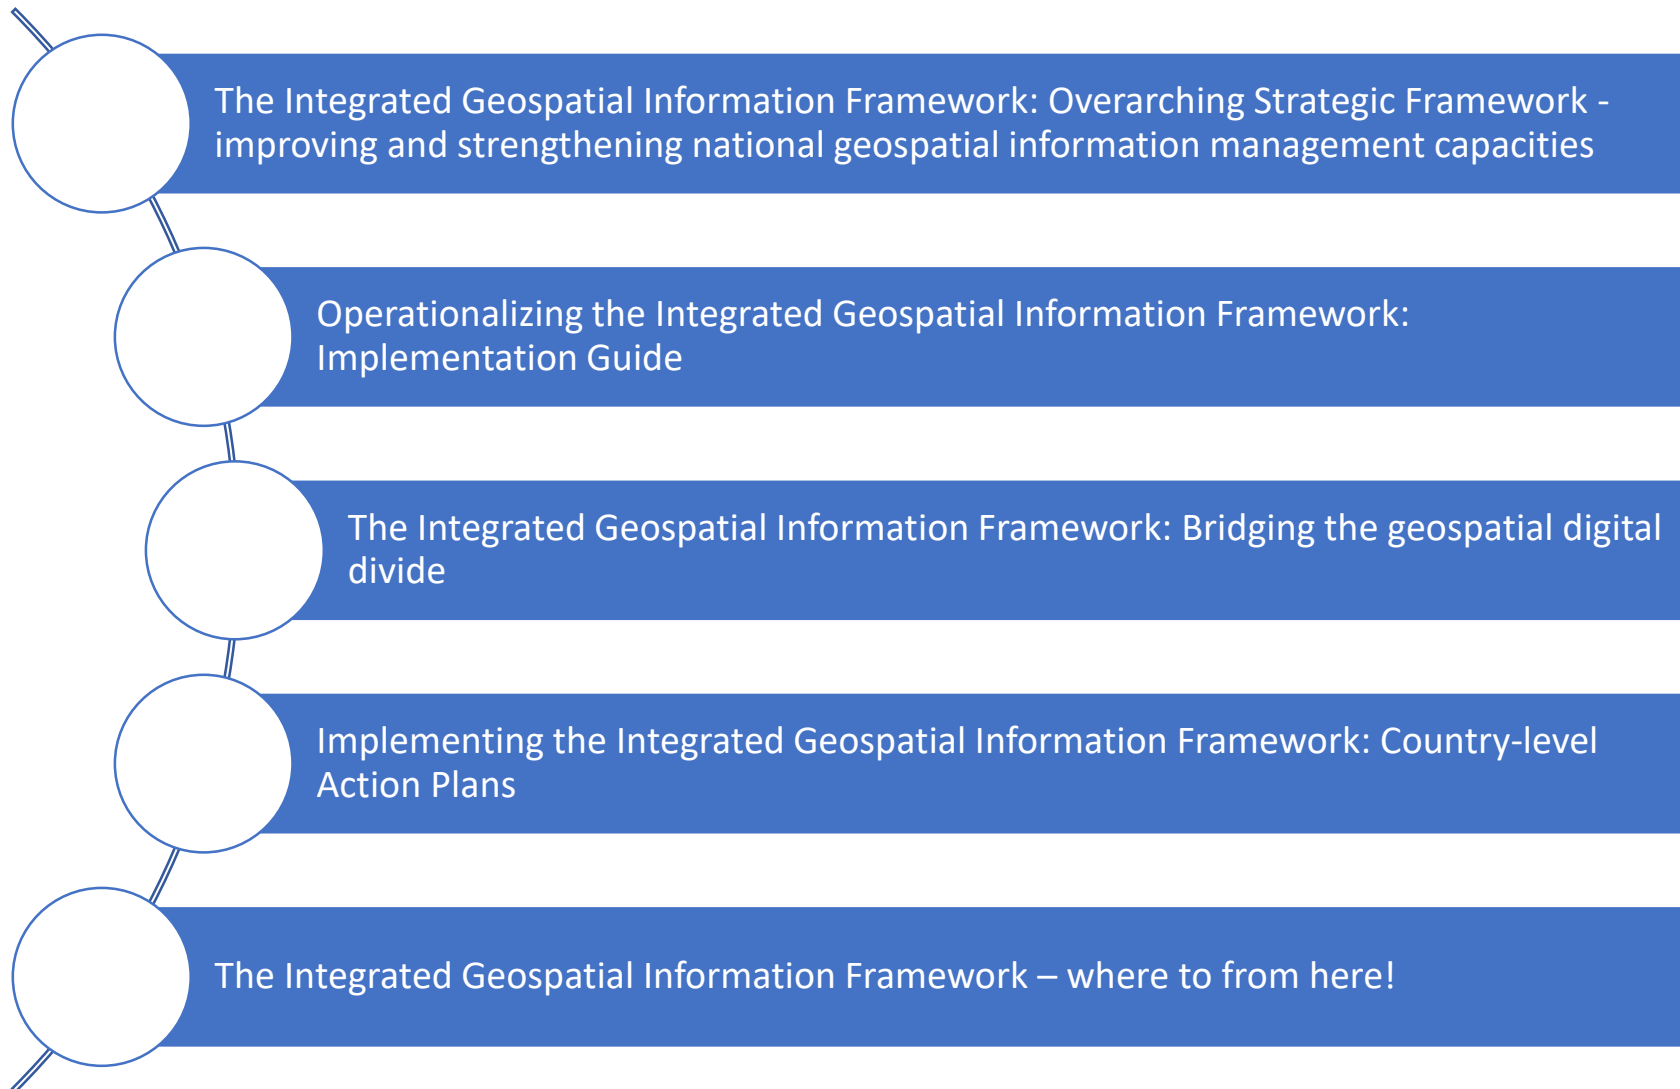 The Integrated Geospatial Information Framework: Overarching Strategic Framework -
improving and strengthening national geospatial information management capacities
Operationalizing the Integrated Geospatial Information Framework:
Implementation Guide
The Integrated Geospatial Information Framework: Bridging the geospatial digital
divide
Implementing the Integrated Geospatial Information Framework: Country-level
Action Plans
The Integrated Geospatial Information Framework – where to from here!